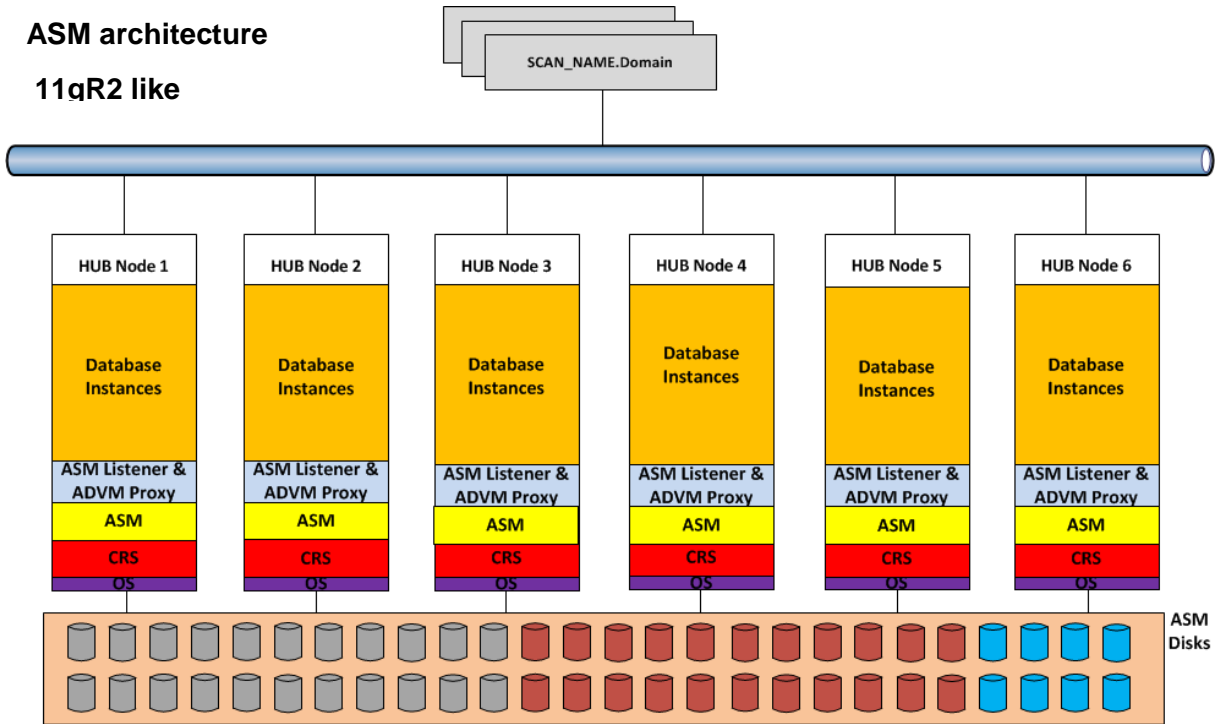 ASM architecture
11gR2 like
SCAN_NAME.Domain
HUB Node 1
HUB Node 2
HUB Node 3
HUB Node 4
HUB Node 5
HUB Node 6
Database
Instances
Database
Instances
Database
Instances
Database
Instances
Database
Instances
Database
Instances
ASM Listener &
ADVM Proxy
ASM Listener &
ADVM Proxy
ASM Listener &
ADVM Proxy
ASM Listener &
ADVM Proxy
ASM Listener &
ADVM Proxy
ASM Listener &
ADVM Proxy
ASM
ASM
ASM
ASM
ASM
ASM
CRS
CRS
CRS
CRS
CRS
CRS
OS
OS
OS
OS
OS
OS
ASM
Disks